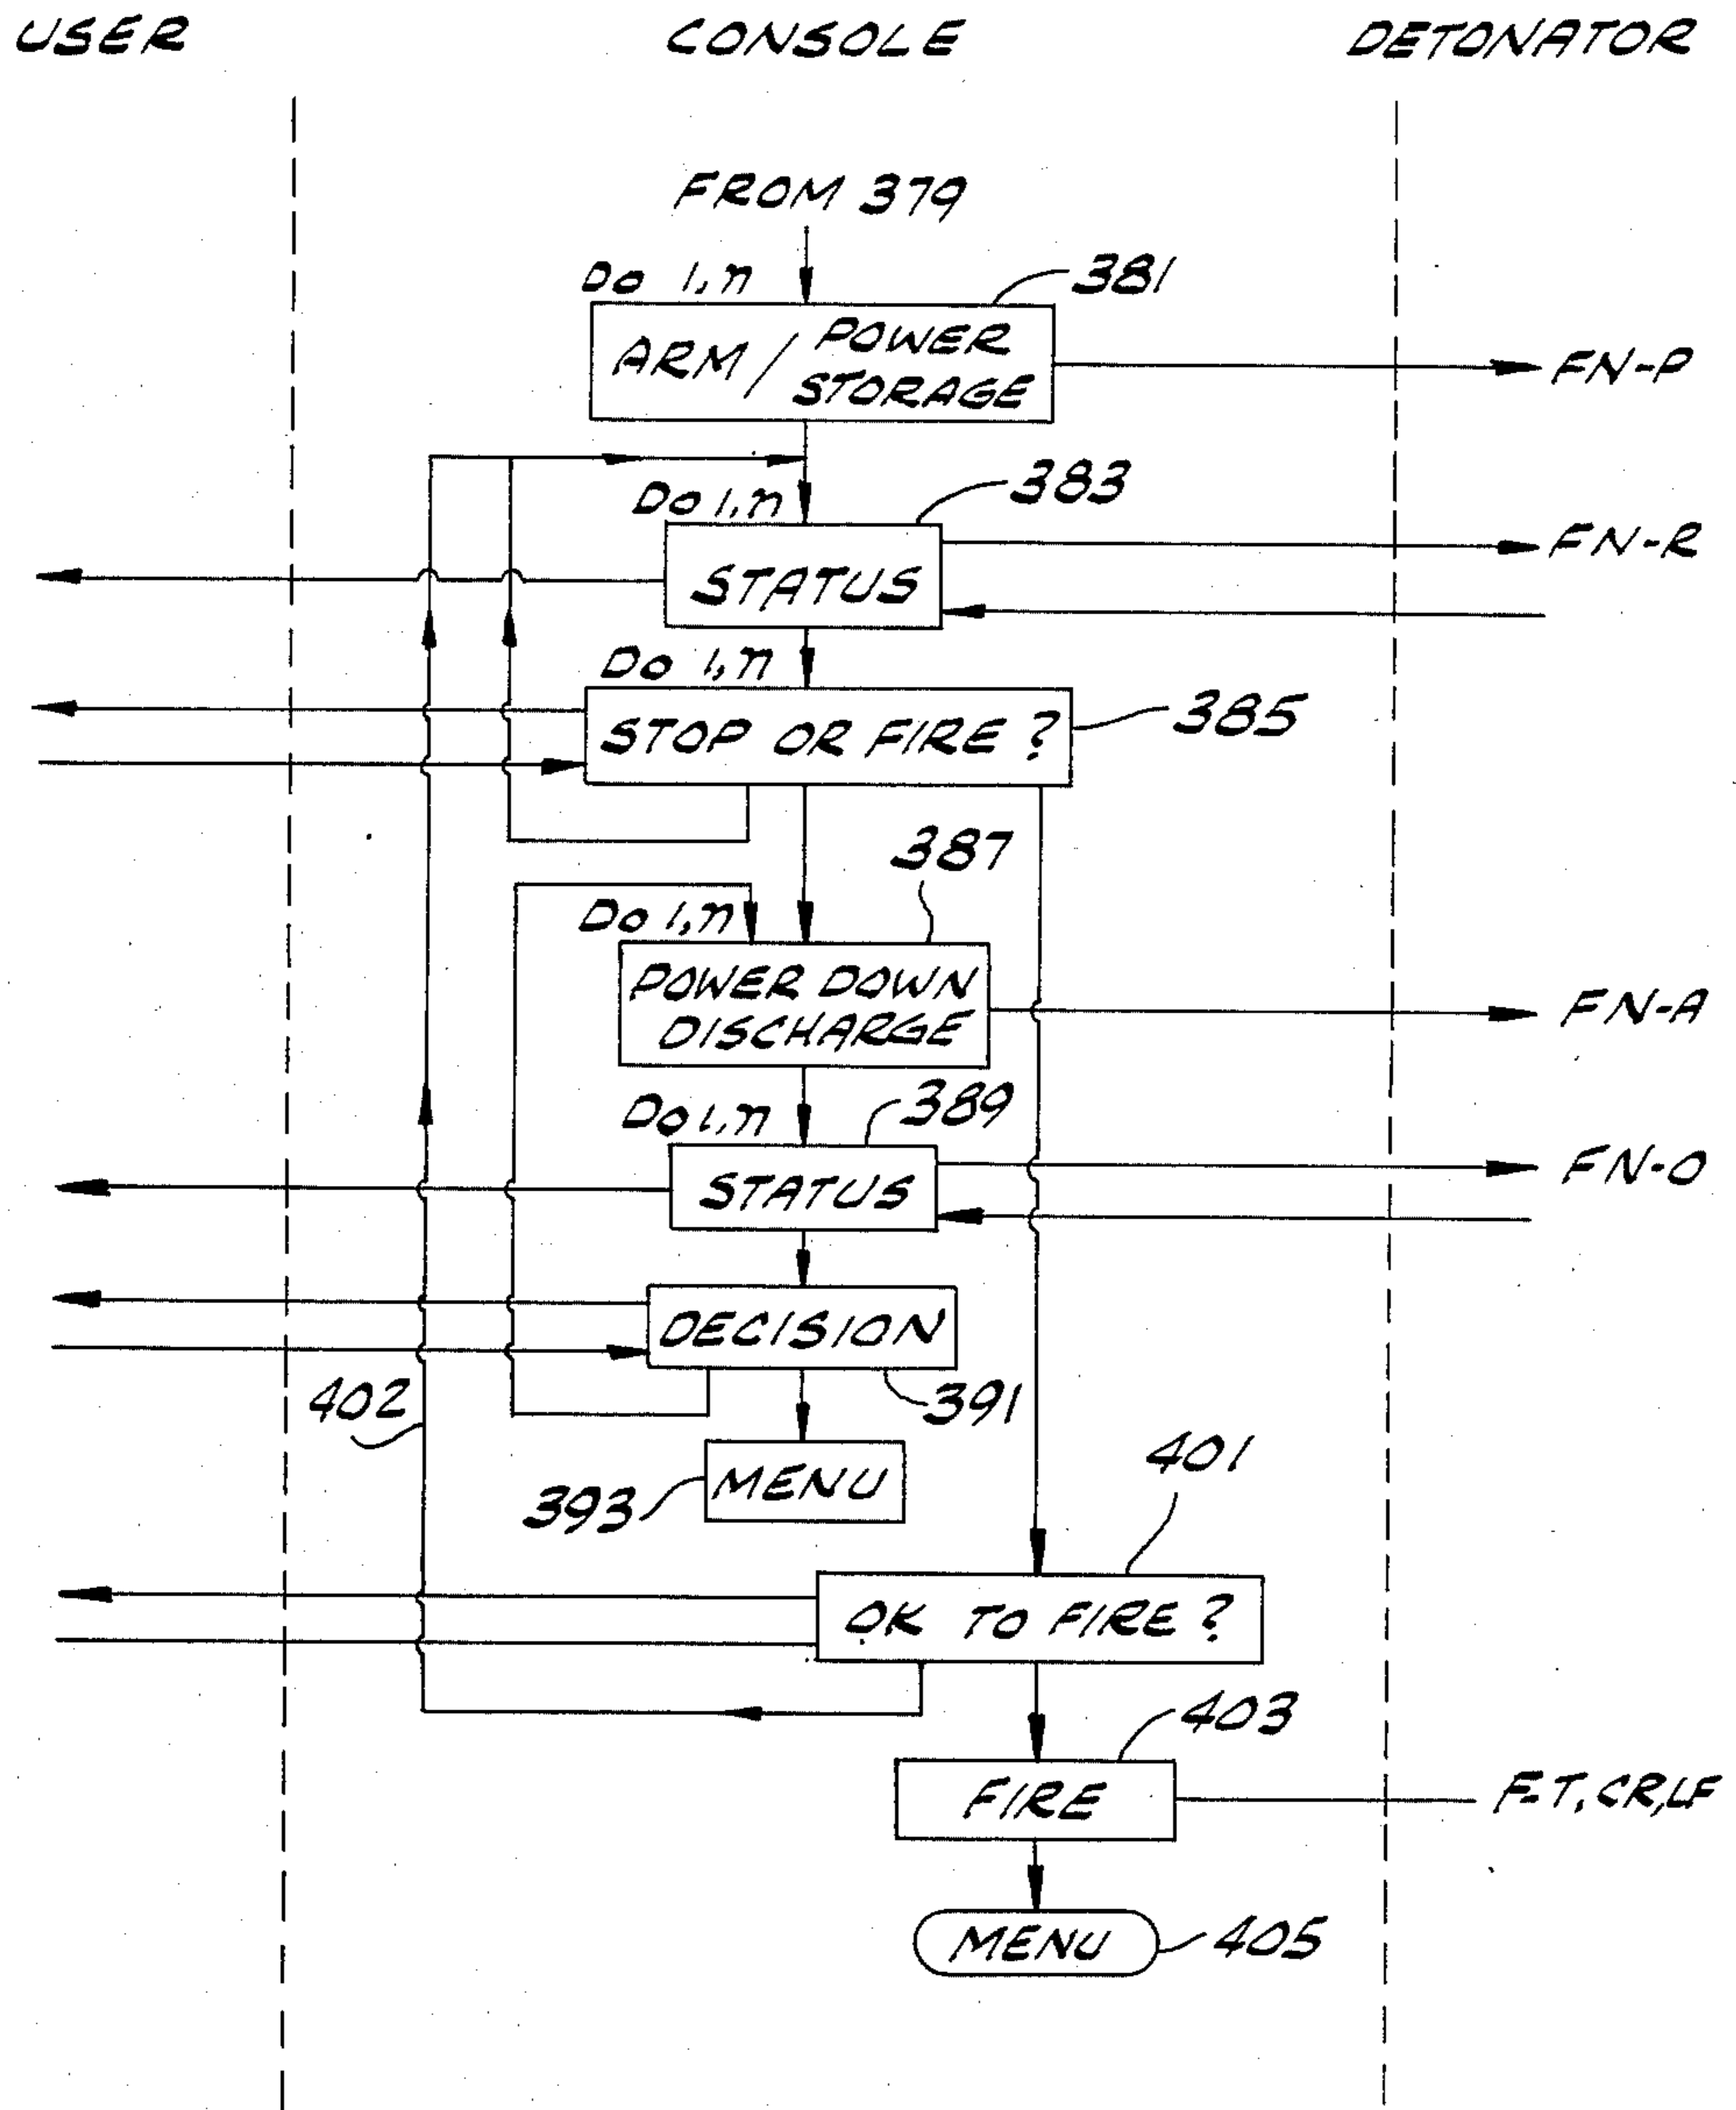 USER CONSOLE DETONATOR
FROM 379
Do 1,n
381
ARM / POWER STORAGE
FN-P
Do 1,n
383
STATUS
FN-R
Do 1,n
STOP OR FIRE ?
385
387
Do 1,n
POWER DOWN
DISCHARGE
FN-A
Do 1,n
389
STATUS
FN-O
DECISION
391
402
MENU
393
401
OK TO FIRE ?
403
FIRE
F-T, CR, LF
MENU
405